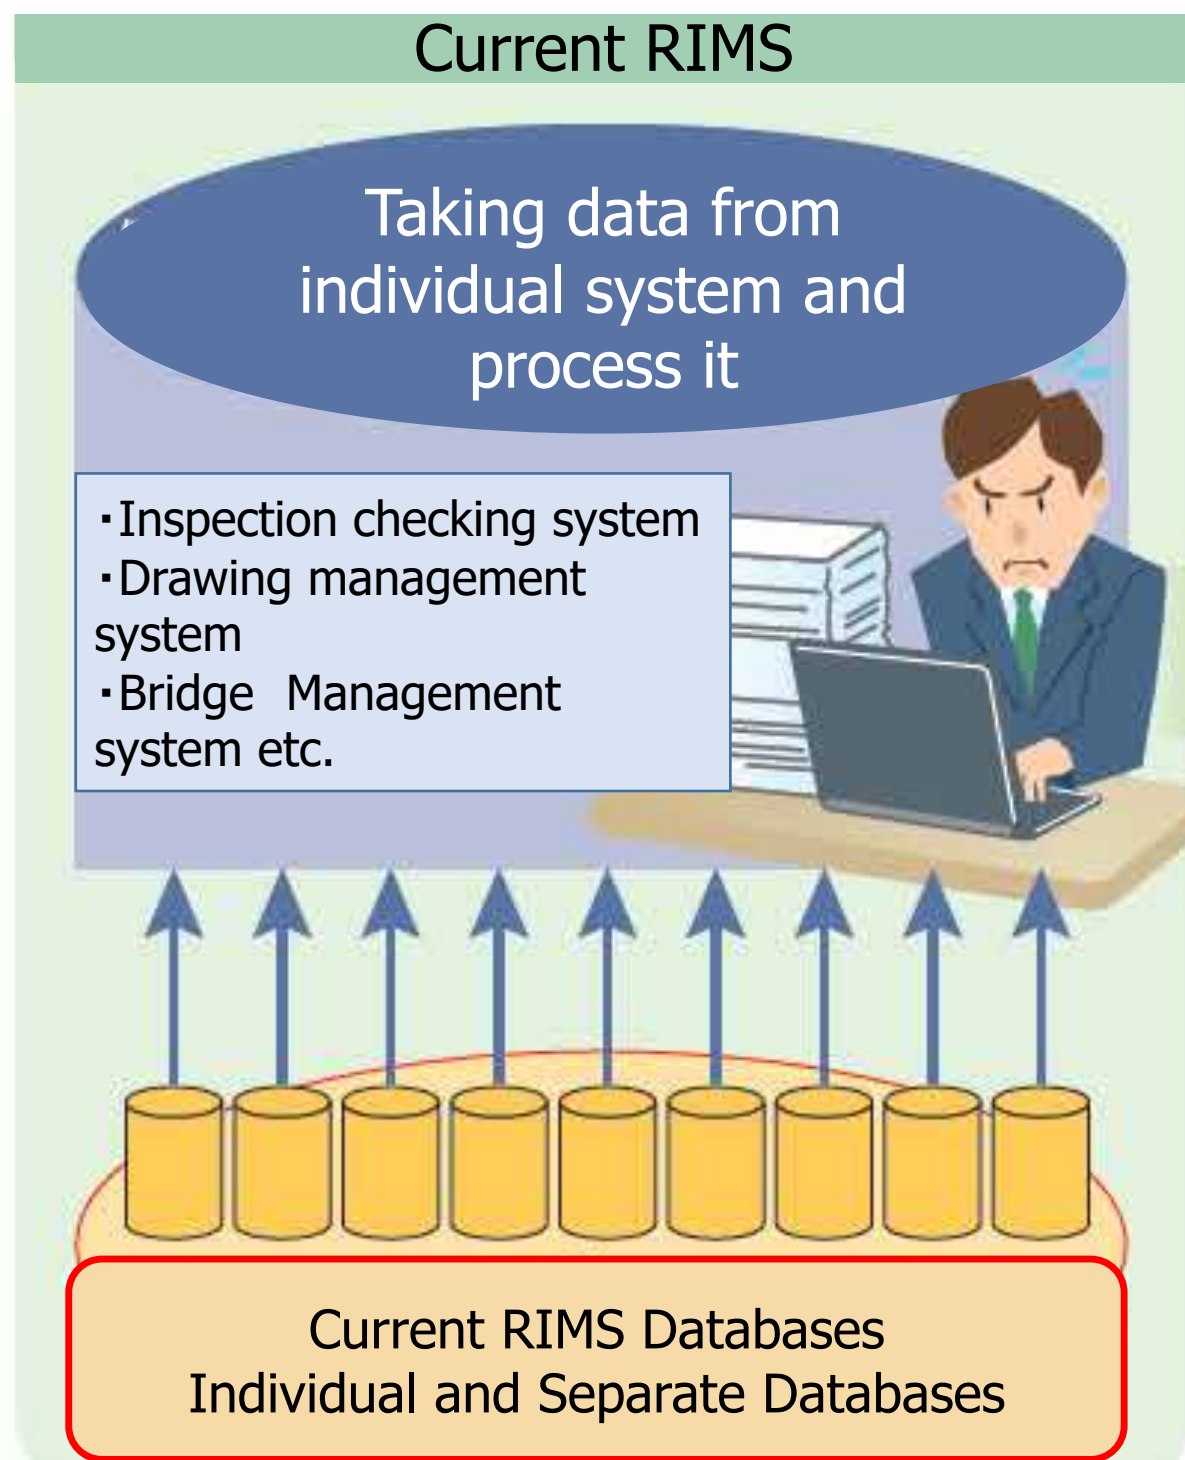 Current RIMS
Taking data from
individual system and
process it
・Inspection checking system
・Drawing management
system
・Bridge  Management
system etc.
Current RIMS Databases
Individual and Separate Databases